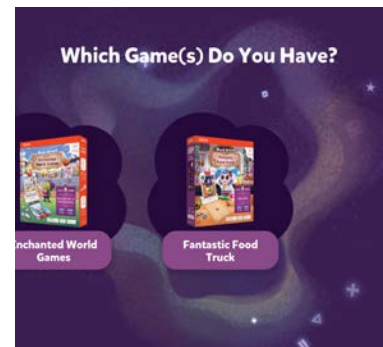 Which Game(s) Do You Have?
Enchanted World
Games
Fantastic Food
Truck